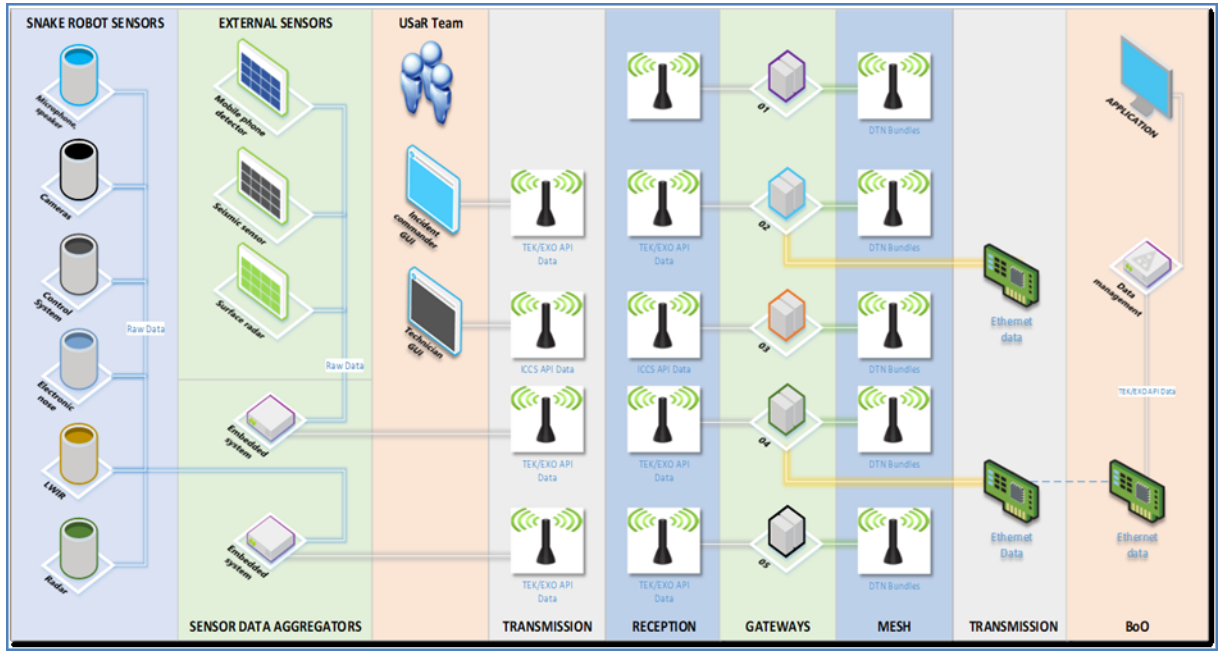 SNAKE ROBOT SENSORS
EXTERNAL SENSORS
USaR Team
Microphone,
speaker
Cameras
Control
System
Electronic
nose
LWIR
Radar
Raw Data
Mobile phone
detector
Seismic sensor
Surface radar
Raw Data
Embedded
system
Embedded
system
SENSOR DATA AGGREGATORS
Incident
commander
GUI
Technician
GUI
TEK/EXO API
Data
ICCS API Data
TEK/EXO API
Data
TEK/EXO API
Data
TRANSMISSION
TEK/EXO API
Data
ICCS API Data
TEK/EXO API
Data
TEK/EXO API
Data
RECEPTION
01
02
03
04
05
GATEWAYS
DTN Bundles
DTN Bundles
DTN Bundles
DTN Bundles
DTN Bundles
MESH
Ethernet
data
Ethernet
Data
TRANSMISSION
APPLICATION
Data
management
TEK/EXO API Data
Ethernet
data
BoO